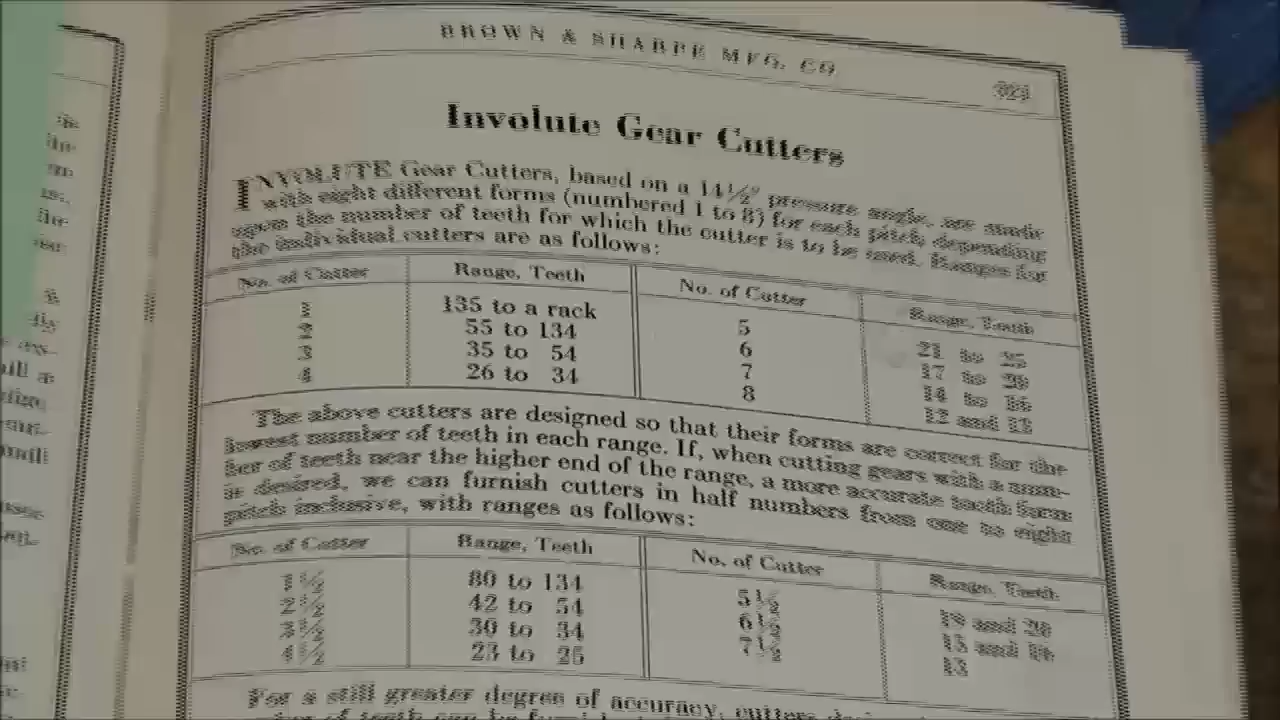 BROWN & SHARPE MFG. CO.
321
Involute Gear Cutters
INVOLUTE Gear Cutters, based on a 14½° pressure angle, are made
with eight different forms (numbered 1 to 8) for each pitch depending
upon the number of teeth for which the cutter is to be used. Ranges for
the individual cutters are as follows:
No. of Cutter Range, Teeth No. of Cutter Range, Teeth
1 135 to a rack 5 21 to 25
2 55 to 134 6 17 to 20
3 35 to 54 7 14 to 16
4 26 to 34 8 12 and 13
The above cutters are designed so that their forms are correct for the
lowest number of teeth in each range. If, when cutting gears with a num-
ber of teeth near the higher end of the range, a more accurate tooth form
is desired, we can furnish cutters in half numbers from one to eight
pitch inclusive, with ranges as follows:
No. of Cutter Range, Teeth No. of Cutter Range, Teeth
1½ 80 to 134 5½ 19 and 20
2½ 42 to 54 6½ 15 and 16
3½ 30 to 34 7½ 13
4½ 23 to 25
For a still greater degree of accuracy, cutters